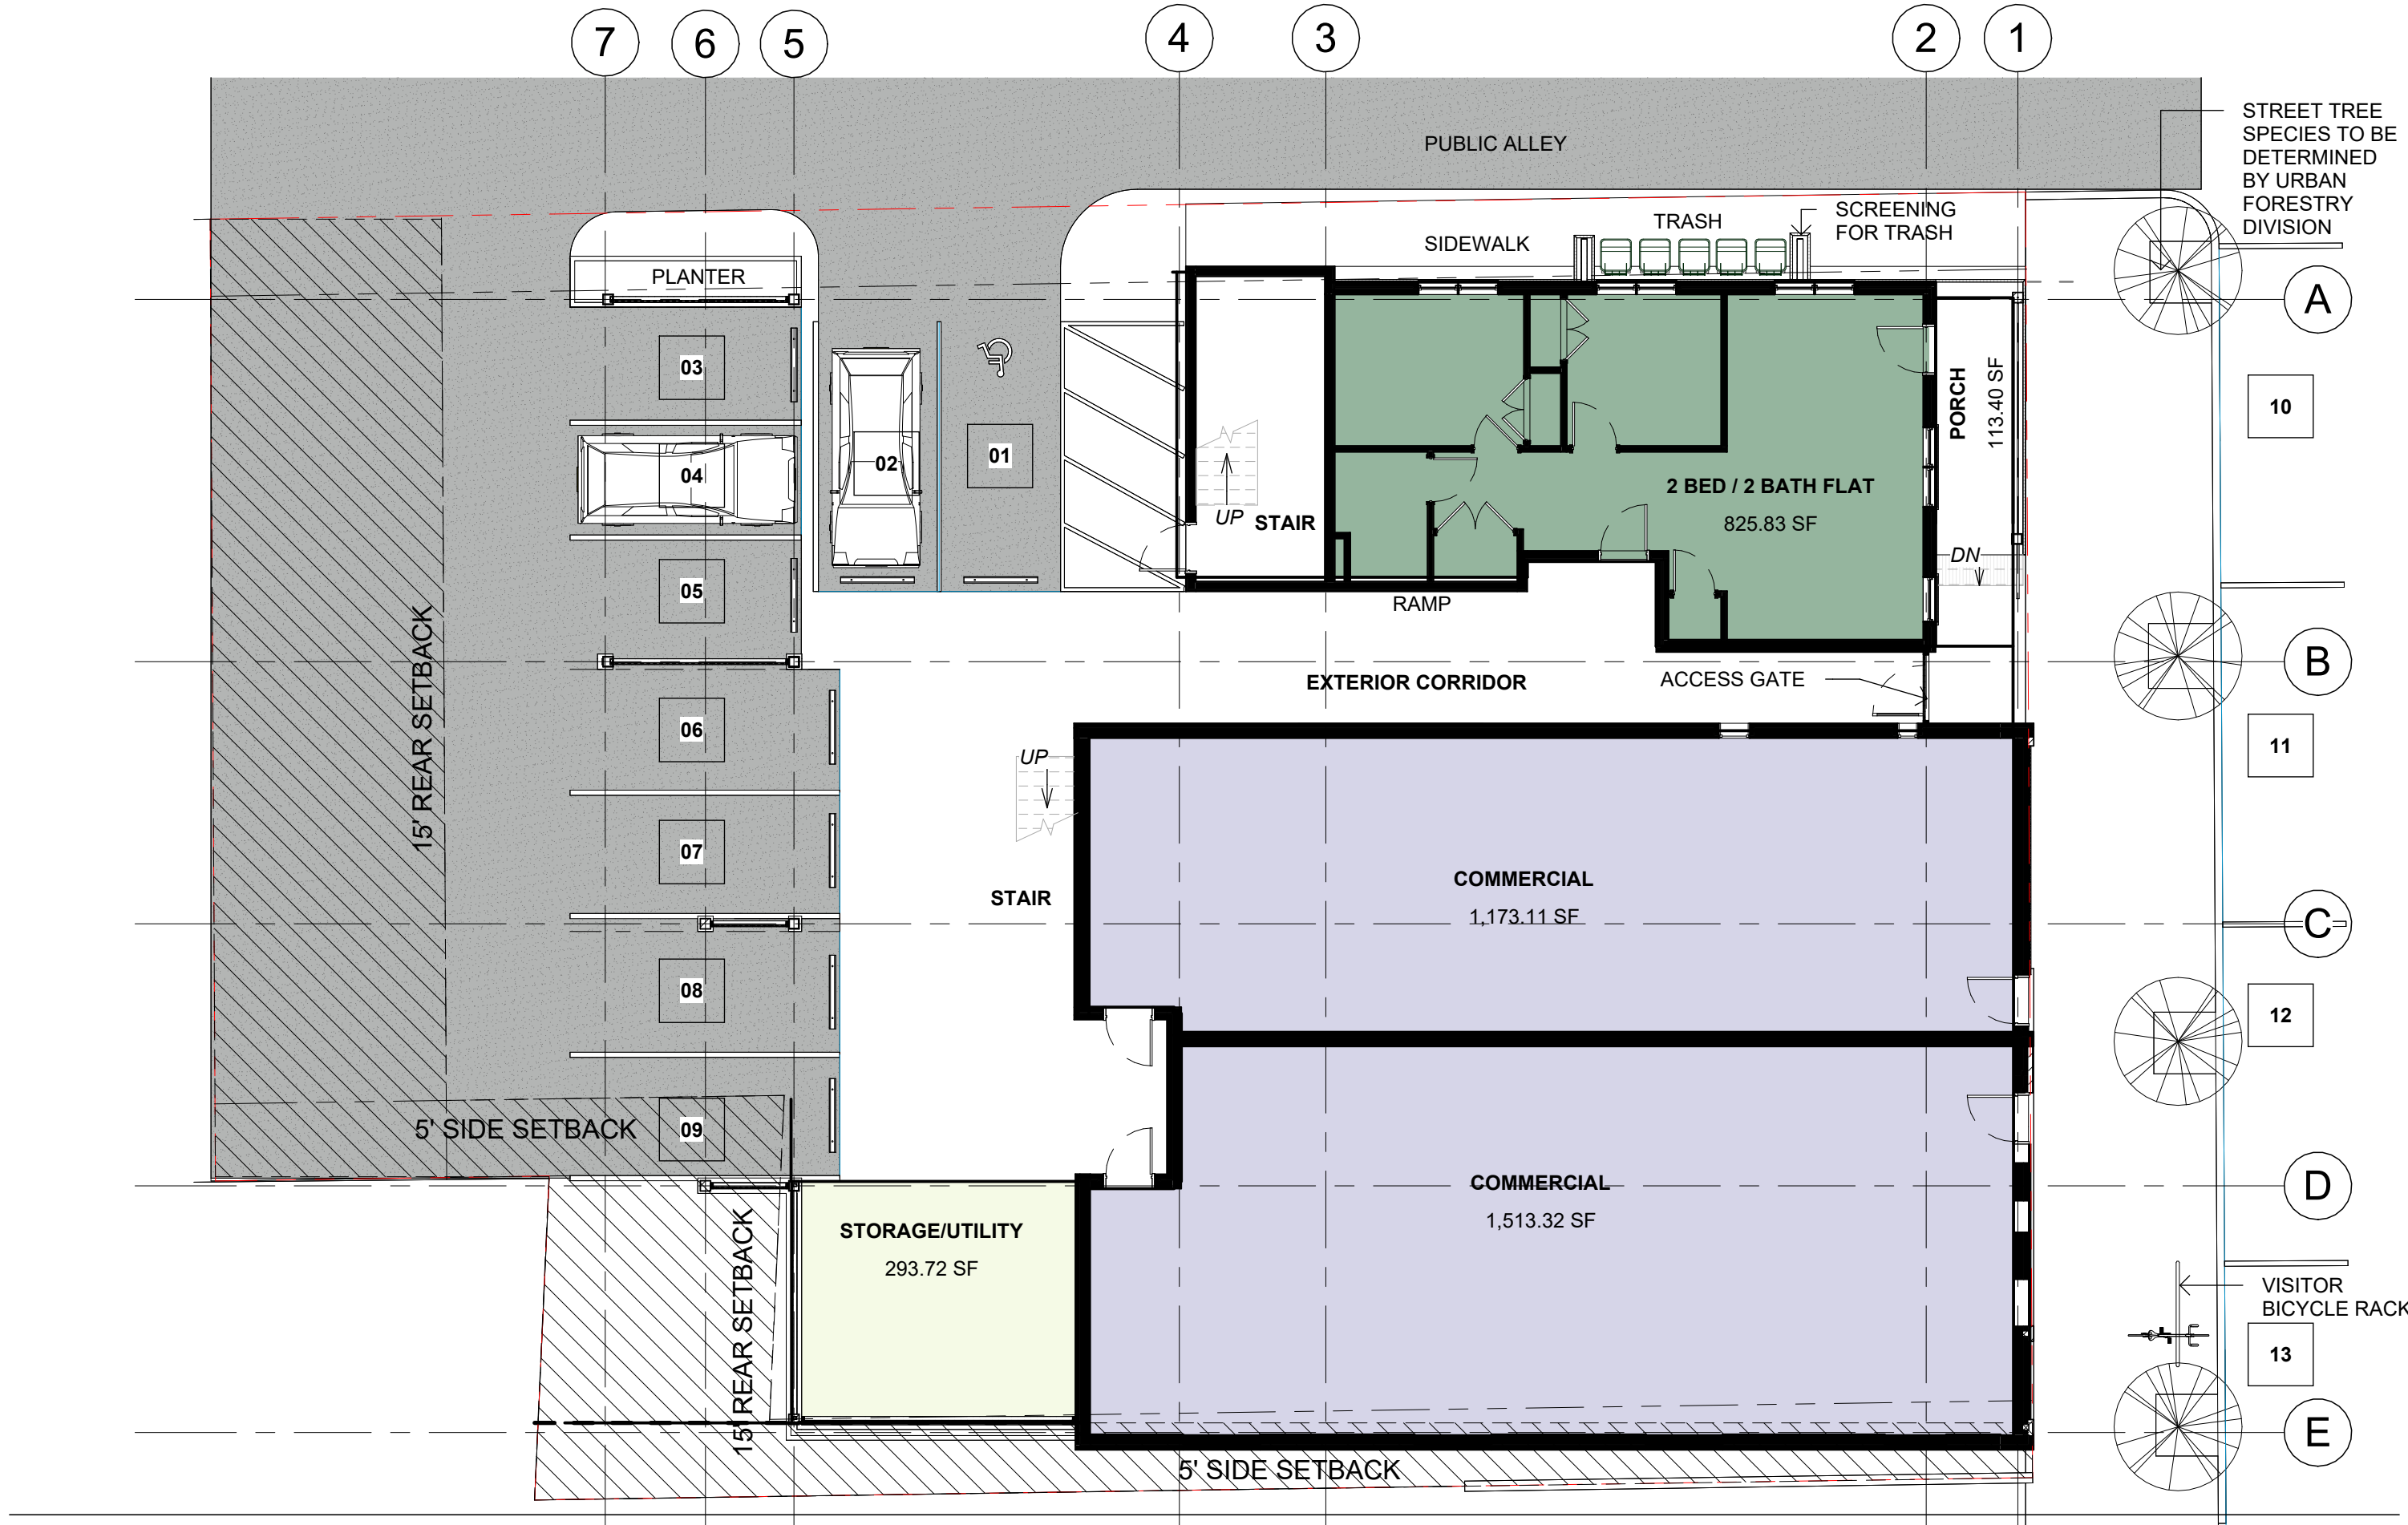 7
6
5
4
3
2
1
PUBLIC ALLEY
STREET TREE
SPECIES TO BE
DETERMINED
BY URBAN
FORESTRY
DIVISION
TRASH
SCREENING
FOR TRASH
SIDEWALK
PLANTER
A
03
10
PORCH
113.40 SF
04
02
01
2 BED / 2 BATH FLAT
825.83 SF
UP
STAIR
DN
05
RAMP
15' REAR SETBACK
B
EXTERIOR CORRIDOR
ACCESS GATE
06
11
UP
07
COMMERCIAL
1,173.11 SF
STAIR
C
08
12
5' SIDE SETBACK
09
COMMERCIAL
1,513.32 SF
D
STORAGE/UTILITY
293.72 SF
15' REAR SETBACK
VISITOR
BICYCLE RACK
13
E
5' SIDE SETBACK